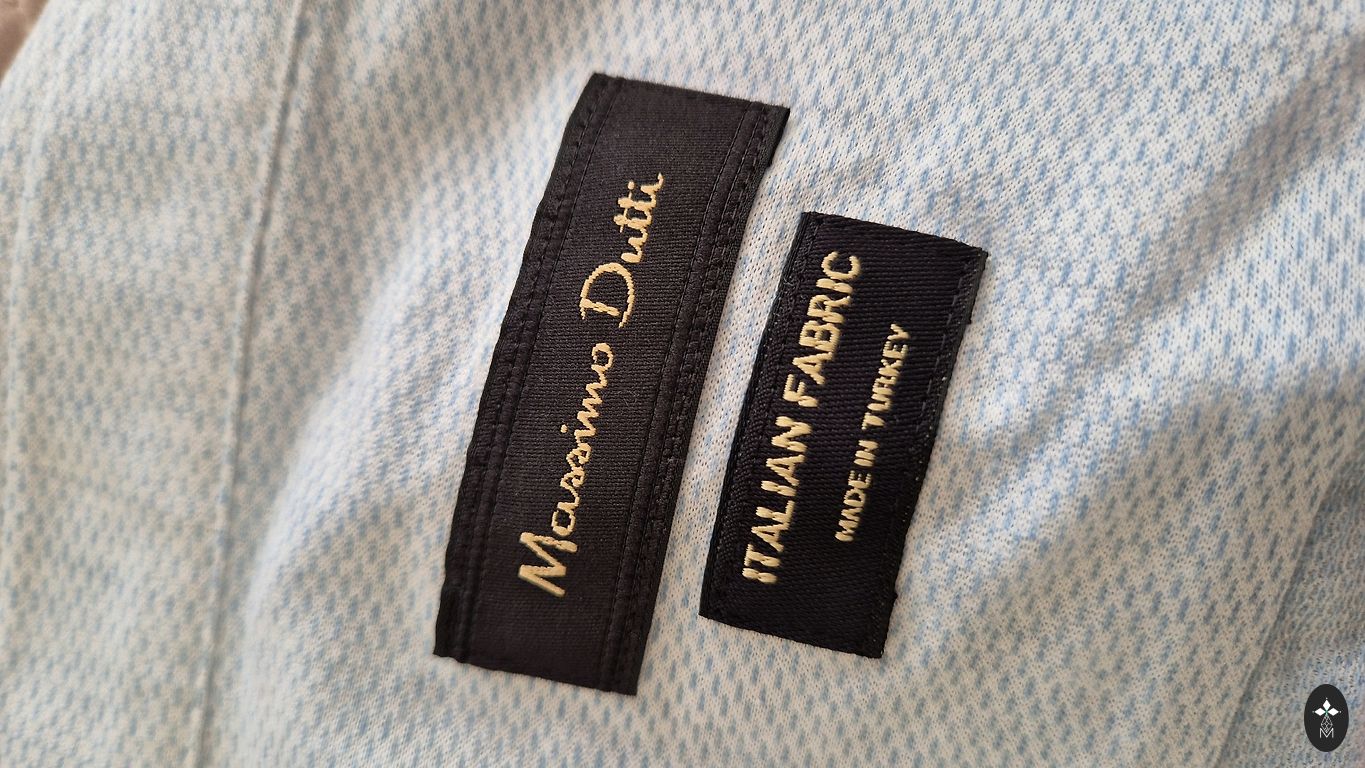 Massimo Dutti
ITALIAN FABRIC
MADE IN TURKEY
M